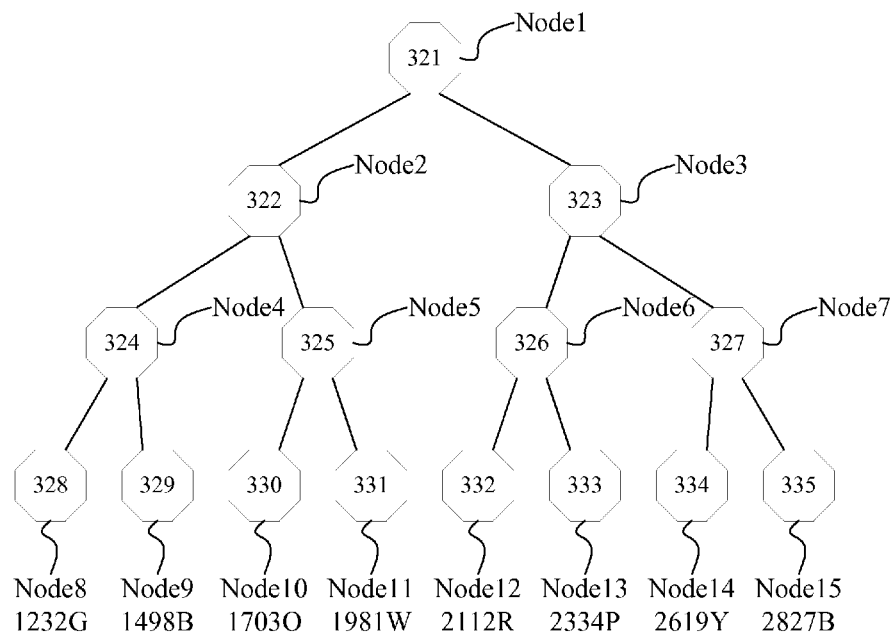 Node1
321
Node2
Node3
322
323
Node4
Node5
Node6
Node7
324
325
326
327
328
329
330
331
332
333
334
335
Node8
Node9
Node10
Node11
Node12
Node13
Node14
Node15
1232G
1498B
1703O
1981W
2112R
2334P
2619Y
2827B